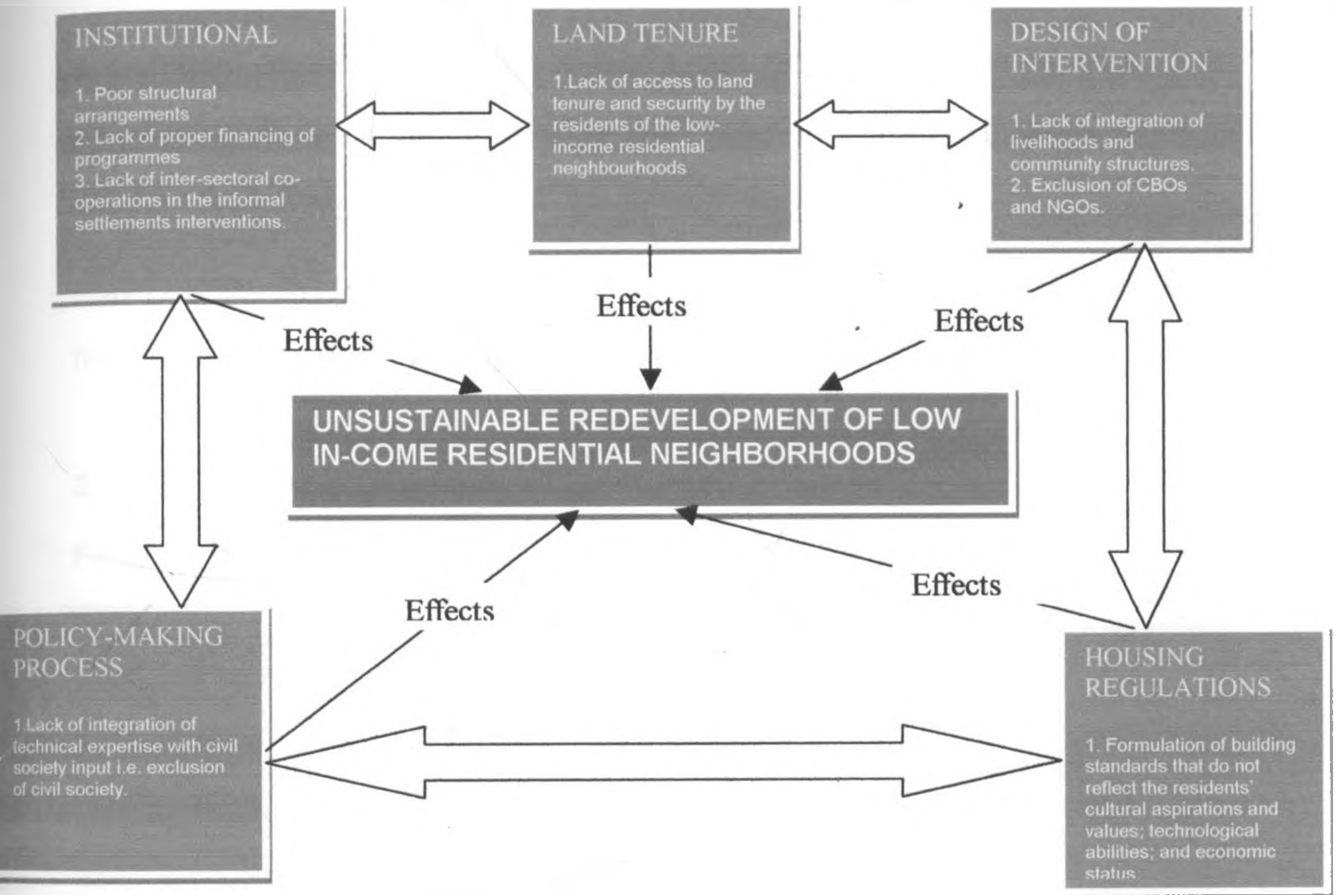 INSTITUTIONAL
1. Poor structural
arrangements
2. Lack of proper financing of
programmes
3. Lack of inter-sectoral co-
operations in the informal
settlements interventions.
LAND TENURE
1.Lack of access to land
tenure and security by the
residents of the low-
income residential
neighbourhoods
DESIGN OF
INTERVENTION
1. Lack of integration of
livelihoods and
community structures.
2. Exclusion of CBOs
and NGOs.
Effects
Effects
Effects
UNSUSTAINABLE REDEVELOPMENT OF LOW
IN-COME RESIDENTIAL NEIGHBORHOODS
Effects
Effects
POLICY-MAKING
PROCESS
1.Lack of integration of
technical expertise with civil
society input i.e. exclusion
of civil society.
HOUSING
REGULATIONS
1. Formulation of building
standards that do not
reflect the residents'
cultural aspirations and
values; technological
abilities; and economic
status